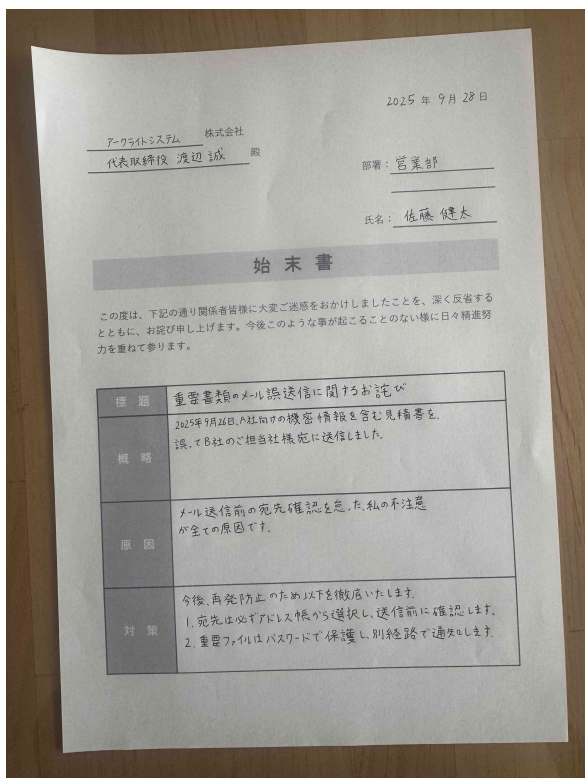 2025 年 9 月 28 日
アークライトシステム 株式会社
代表取締役 渡辺 誠 殿
部署： 営業部
氏名： 佐藤 健太
始 末 書
この度は、下記の通り関係者皆様に大変ご迷惑をおかけしましたことを、深く反省する
とともに、お詫び申し上げます。今後このような事が起こることのない様に日々精進努
力を重ねて参ります。
標 題
重要書類のメール誤送信に関するお詫び
概 略
2025年9月26日、A社向けの機密情報を含む見積書を、
誤ってB社のご担当社様宛に送信しました。
原 因
メール送信前の宛先確認を怠った、私の不注意
が全ての原因です。
対 策
今後、再発防止のため以下を徹底いたします。
1. 宛先は必ずアドレス帳から選択し、送信前に確認します。
2. 重要ファイルはパスワードで保護し、別経路で通知します。